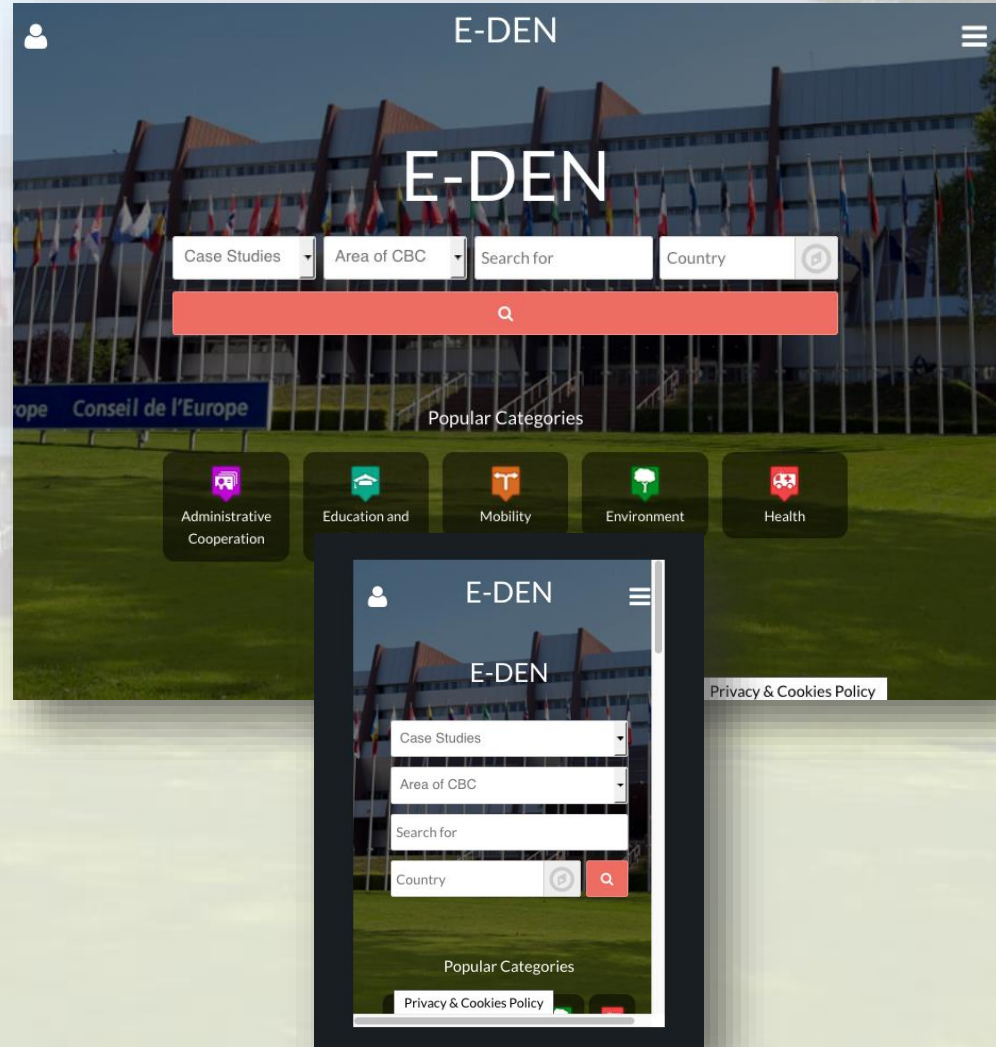 E-DEN
E-DEN
Case Studies Area of CBC Search for Country
ope Conseil de l'Europe
Popular Categories
Administrative Cooperation
Education and
Mobility
Environment
Health
Privacy & Cookies Policy
E-DEN
E-DEN
Case Studies
Area of CBC
Search for
Country
Popular Categories
Privacy & Cookies Policy